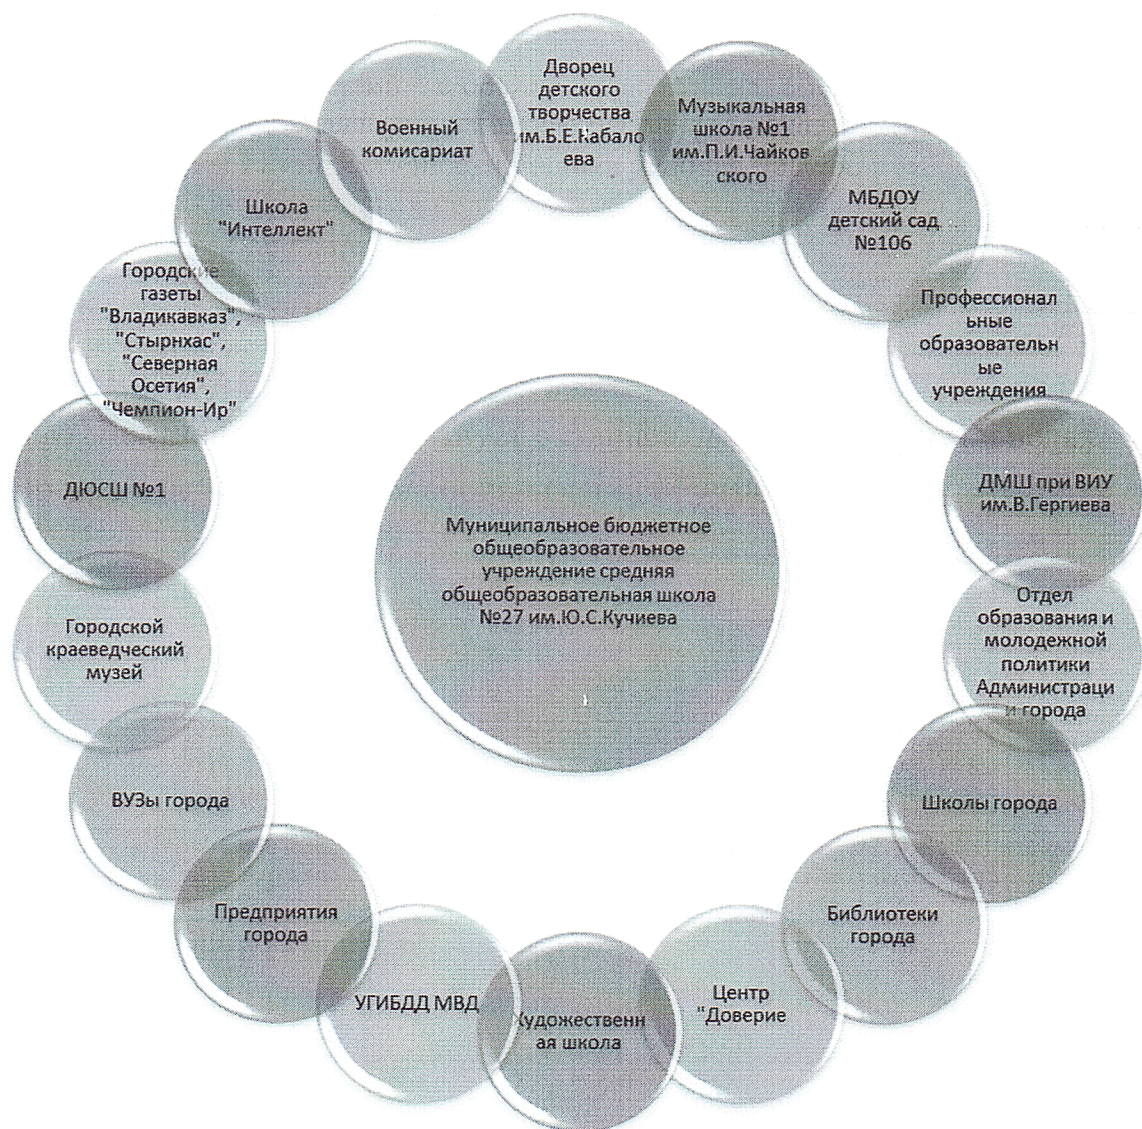 Дворец
детского
творчества
им.Б.Е.Кабало
ева
Музыкальная
школа №1
им.П.И.Чайков
ского
МБДОУ
детский сад
№106
Профессионал
ьные
образовательн
ые
учреждения
ДМШ при ВИУ
им.В.Гергиева
Отдел
образования и
молодежной
политики
Администраци
и города
Школы города
Библиотеки
города
Центр
"Доверие
Художественн
ая школа
УГИБДД МВД
Предприятия
города
ВУЗы города
Городской
краеведческий
музей
ДЮСШ №1
Городские
газеты
"Владикавказ",
"Стырнхас",
"Северная
Осетия",
"Чемпион-Ир"
Школа
"Интеллект"
Военный
комисариат
Муниципальное бюджетное
общеобразовательное
учреждение средняя
общеобразовательная школа
№27 им.Ю.С.Кучиева